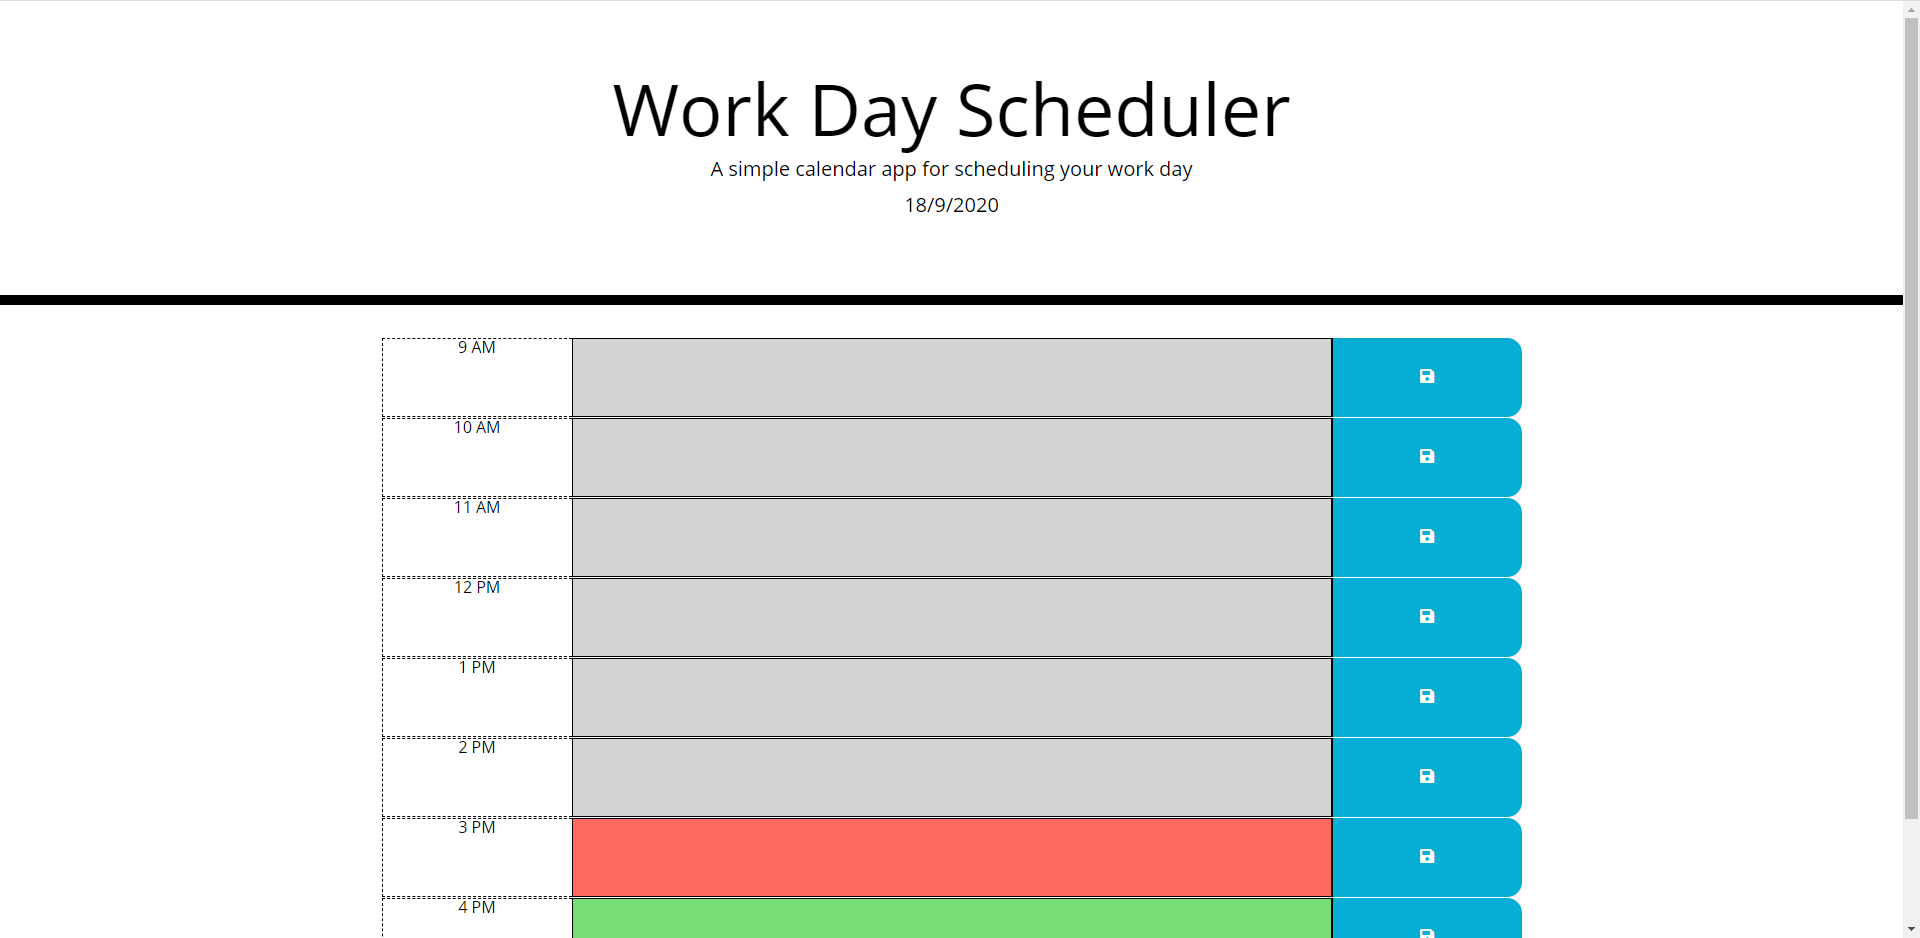 Work Day Scheduler
A simple calendar app for scheduling your work day
18/9/2020
9 AM
10 AM
11 AM
12 PM
1 PM
2 PM
3 PM
4 PM